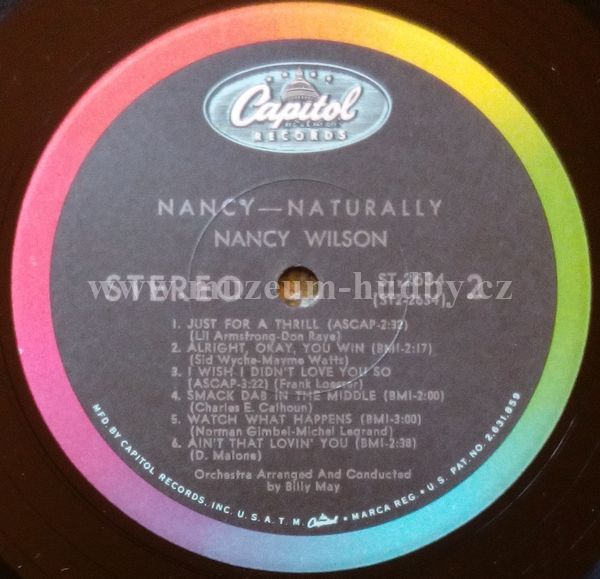 Capitol
RECORDS
NANCY—NATURALLY
NANCY WILSON
STEREO
ST 2634
(ST2-2634)
2
www.muzeum-hudby.cz
1. JUST FOR A THRILL (ASCAP-2:32)
(Lil Armstrong-Don Raye)
2. ALRIGHT, OKAY, YOU WIN (BMI-2:17)
(Sid Wyche-Mayme Watts)
3. I WISH I DIDN'T LOVE YOU SO
(ASCAP-3:22) (Frank Loesser)
4. SMACK DAB IN THE MIDDLE (BMI-2:00)
(Charles E. Calhoun)
5. WATCH WHAT HAPPENS (BMI-3:00)
(Norman Gimbel-Michel Legrand)
6. AIN'T THAT LOVIN' YOU (BMI-2:38)
(D. Malone)
Orchestra Arranged And Conducted
by Billy May
MFD. BY CAPITOL RECORDS, INC. U. S. A. T. M. Capitol • MARCA REG. • U. S. PAT. NO. 2,631,859